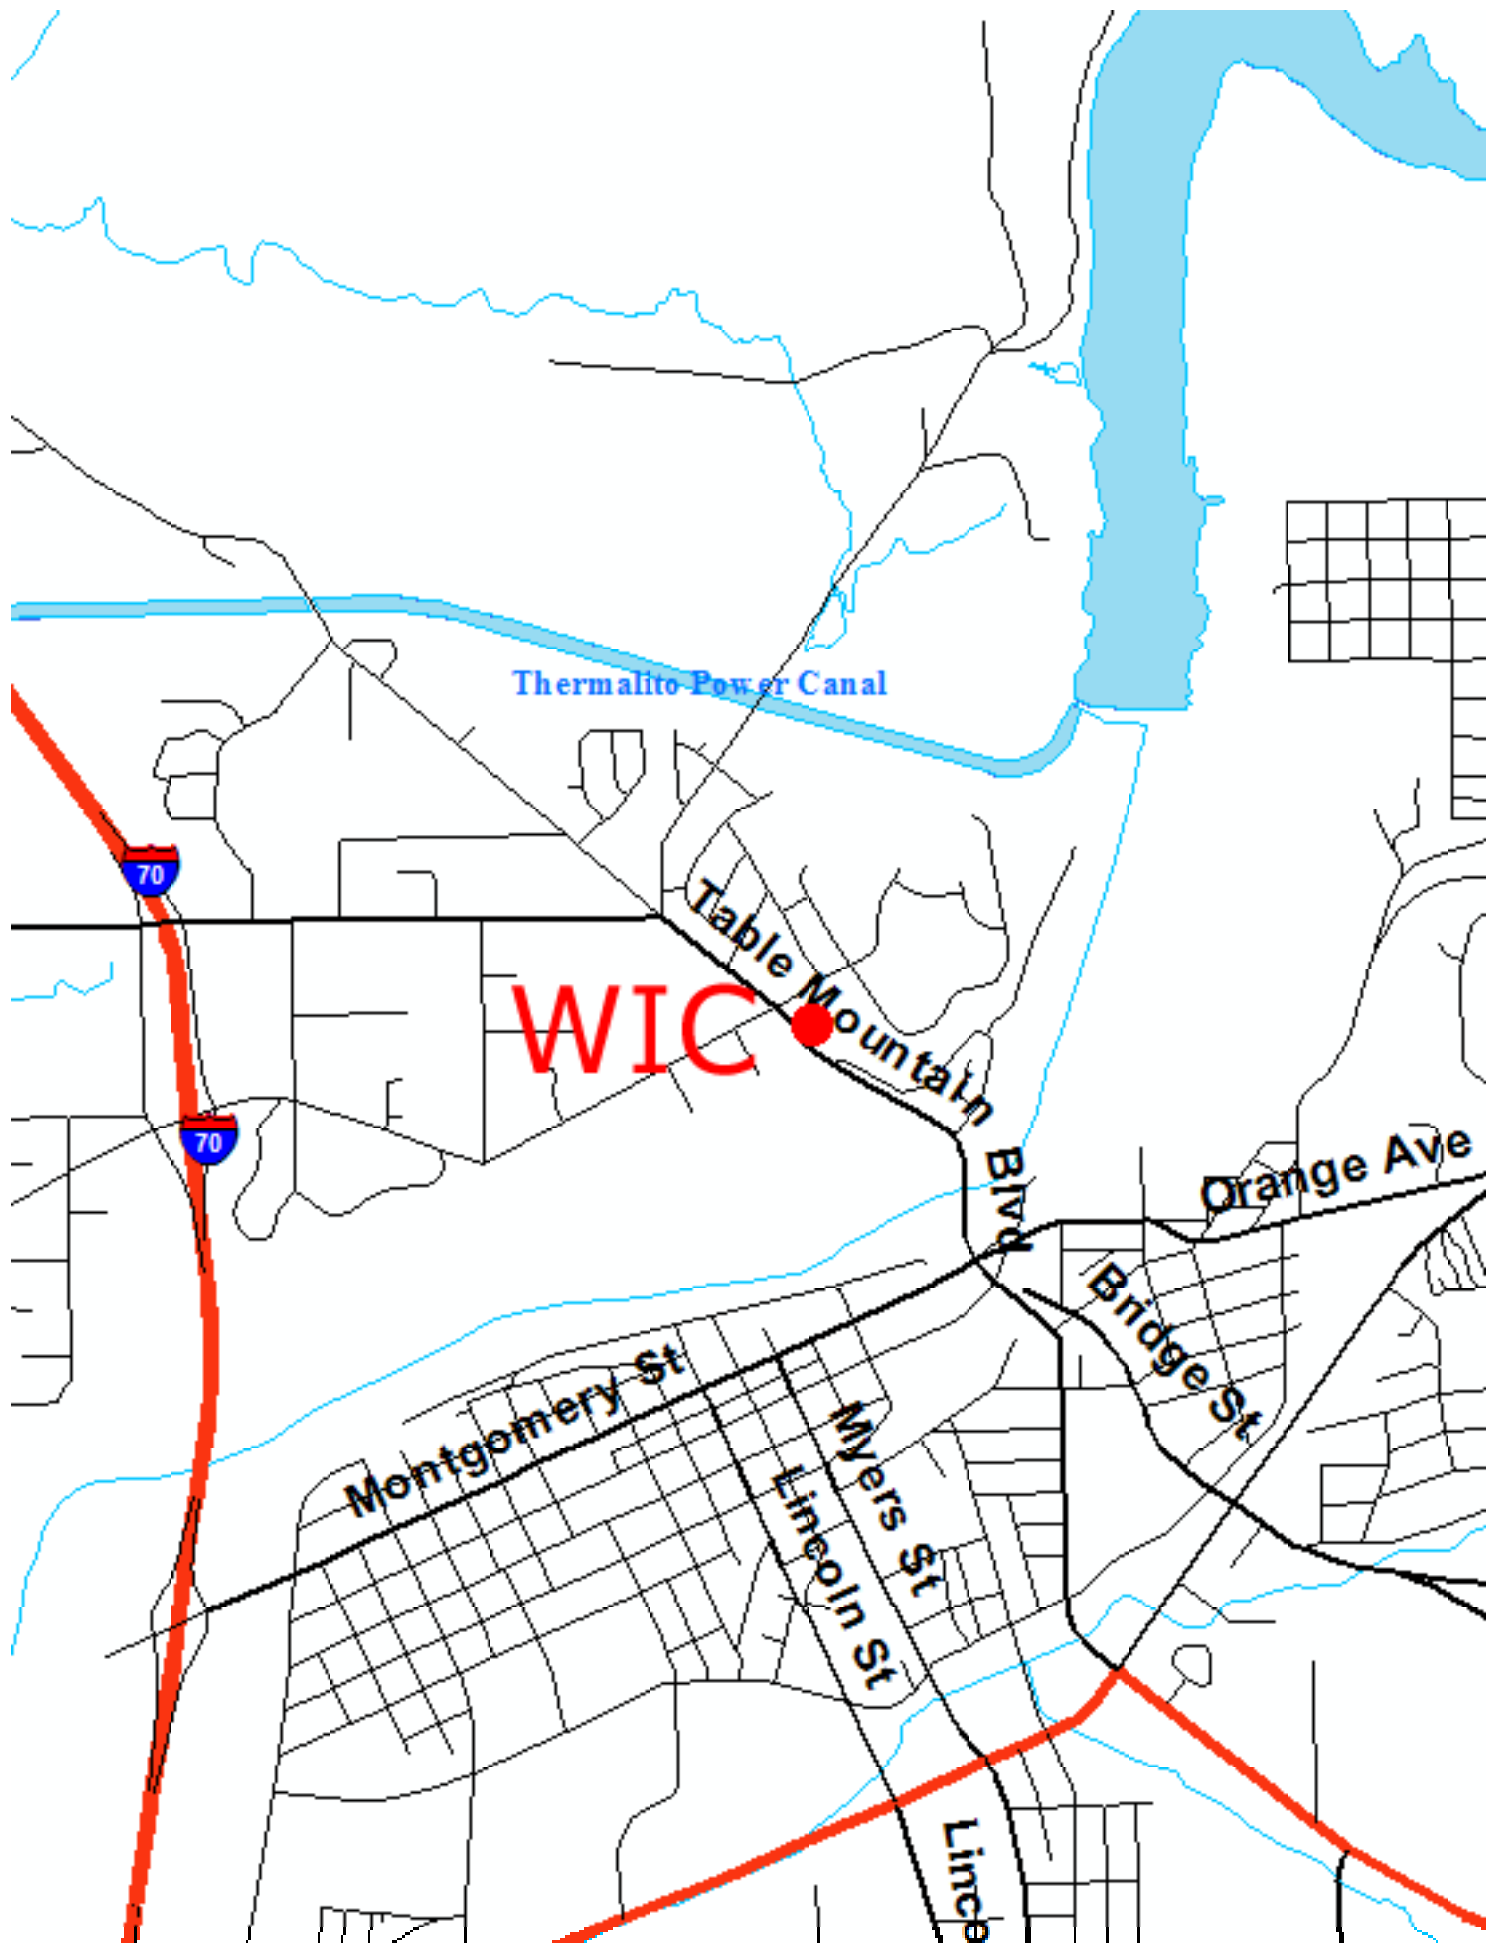 Thermalito Power Canal
70
Table Mountain Blvd
WIC
70
Orange Ave
Bridge St
Montgomery St
Myers St
Lincoln St
Linco